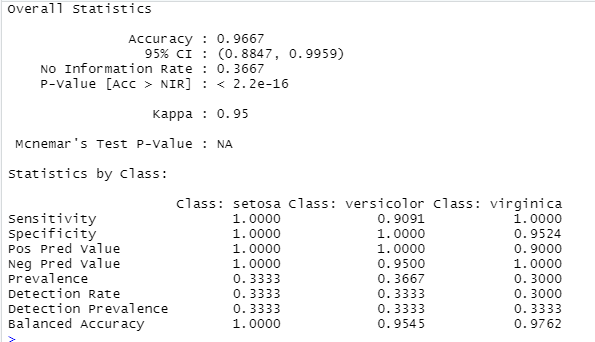 Overall Statistics
Accuracy : 0.9667
95% CI : (0.8847, 0.9959)
No Information Rate : 0.3667
P-Value [Acc > NIR] : < 2.2e-16
Kappa : 0.95
Mcnemar's Test P-Value : NA
Statistics by Class:
Class: setosa Class: versicolor Class: virginica
Sensitivity 1.0000 0.9091 1.0000
Specificity 1.0000 1.0000 0.9524
Pos Pred Value 1.0000 1.0000 0.9000
Neg Pred Value 1.0000 0.9500 1.0000
Prevalence 0.3333 0.3667 0.3000
Detection Rate 0.3333 0.3333 0.3000
Detection Prevalence 0.3333 0.3333 0.3333
Balanced Accuracy 1.0000 0.9545 0.9762
>